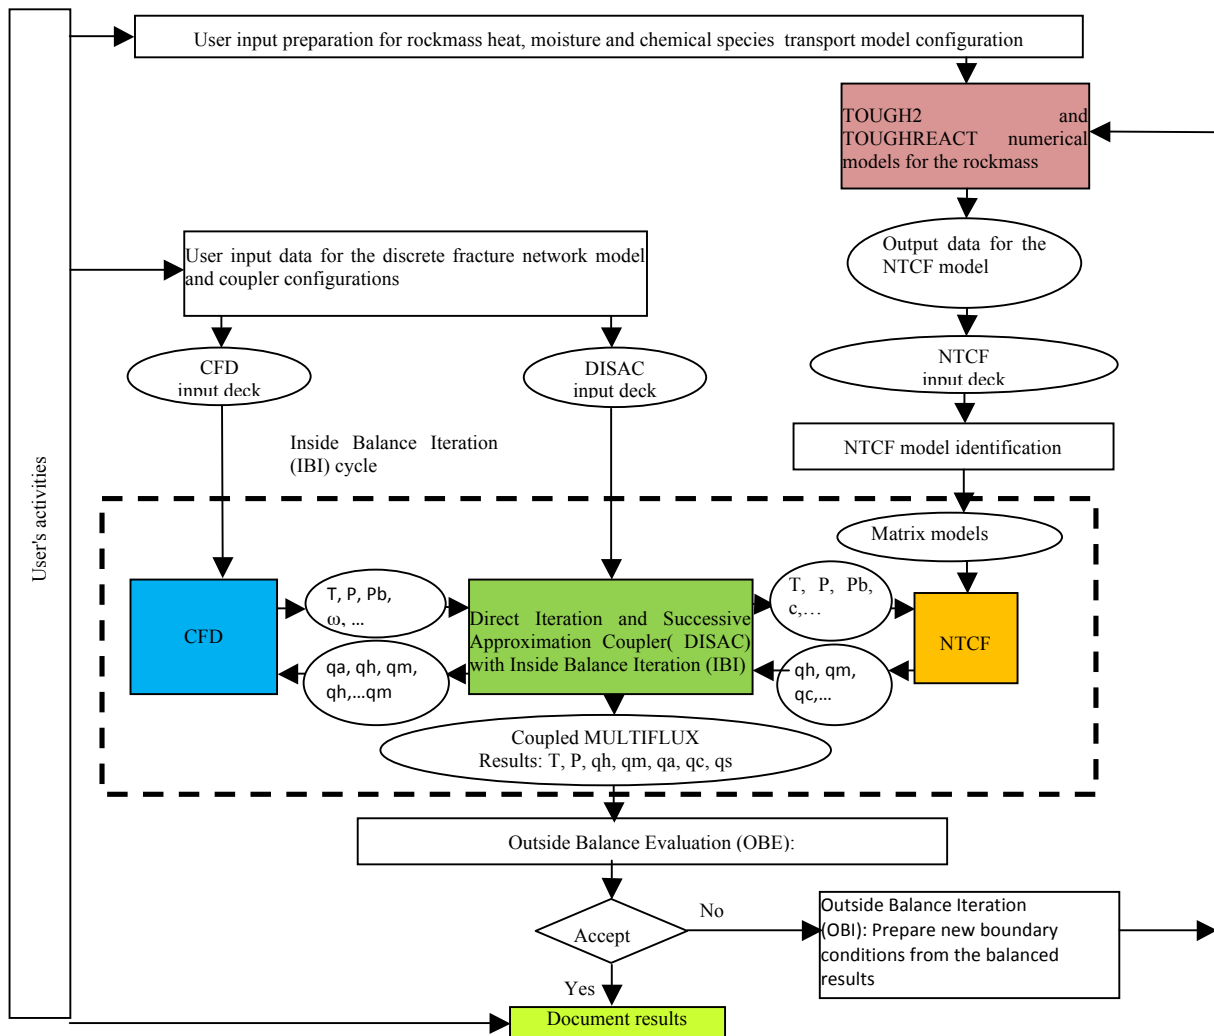 User input preparation for rockmass heat, moisture and chemical species transport model configuration
TOUGH2 and
TOUGHREACT numerical
models for the rockmass
Output data for the
NTCF model
User input data for the discrete fracture network model
and coupler configurations
CFD
input deck
DISAC
input deck
NTCF
input deck
Inside Balance Iteration
(IBI) cycle
NTCF model identification
User's activities
Matrix models
CFD
T, P, Pb,
ω, ...
qa, qh, qm,
qh,...qm
Direct Iteration and Successive
Approximation Coupler( DISAC)
with Inside Balance Iteration (IBI)
T, P, Pb,
c,…
qh, qm,
qc,...
NTCF
Coupled MULTIFLUX
Results: T, P, qh, qm, qa, qc, qs
Outside Balance Evaluation (OBE):
Accept
No
Outside Balance Iteration
(OBI): Prepare new boundary
conditions from the balanced
results
Yes
Document results